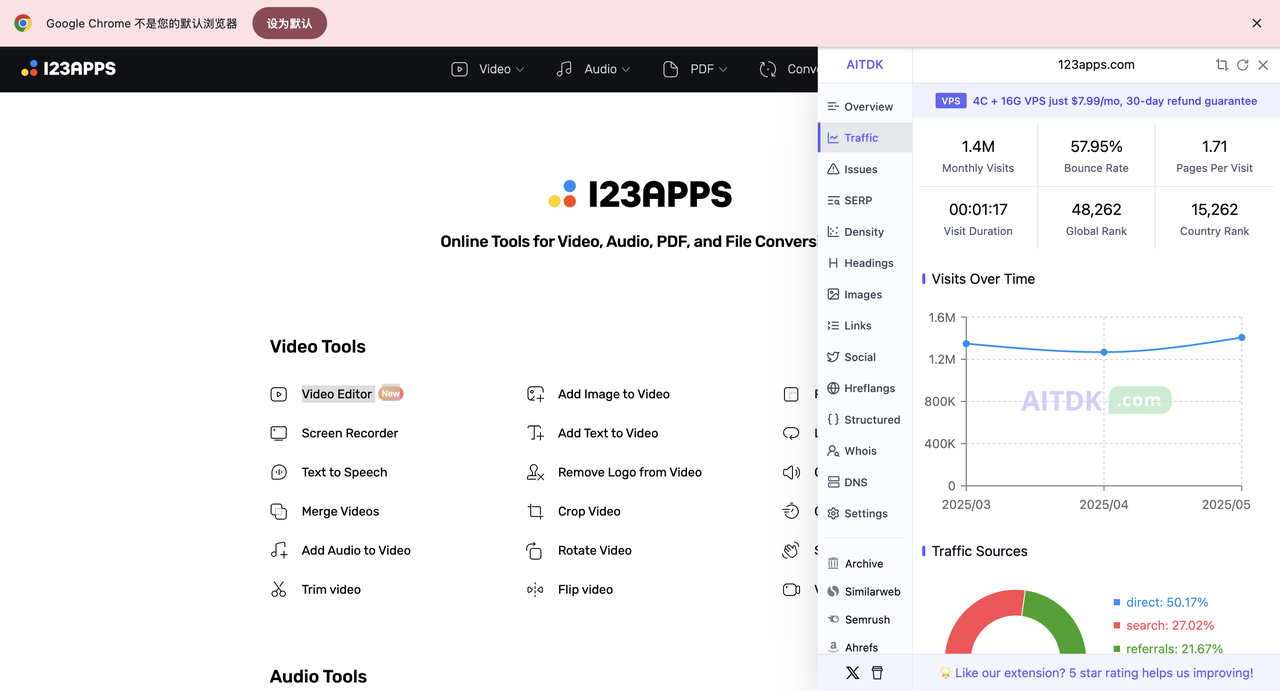 Google Chrome 不是您的默认浏览器 设为默认
123APPS Video Audio PDF
123APPS
Online Tools for Video, Audio, PDF, and File
Video Tools
Video Editor New
Add Image to Video
Screen Recorder
Add Text to Video
Text to Speech
Remove Logo from Video
Merge Videos
Crop Video
Add Audio to Video
Rotate Video
Trim video
Flip video
Audio Tools
AITDK
Overview
Traffic
Issues
SERP
Density
Headings
Images
Links
Social
Hreflangs
Structured
Whois
DNS
Settings
Archive
Similarweb
Semrush
Ahrefs
123apps.com
VPS 4C + 16G VPS just $7.99/mo, 30-day refund guarantee
1.4M 57.95% 1.71
Monthly Visits Bounce Rate Pages Per Visit
00:01:17 48,262 15,262
Visit Duration Global Rank Country Rank
Visits Over Time
1.6M
1.2M
800K
400K
0
2025/03 2025/04 2025/05
AITDK .com
Traffic Sources
direct: 50.17%
search: 27.02%
referrals: 21.67%
Like our extension? 5 star rating helps us improving!